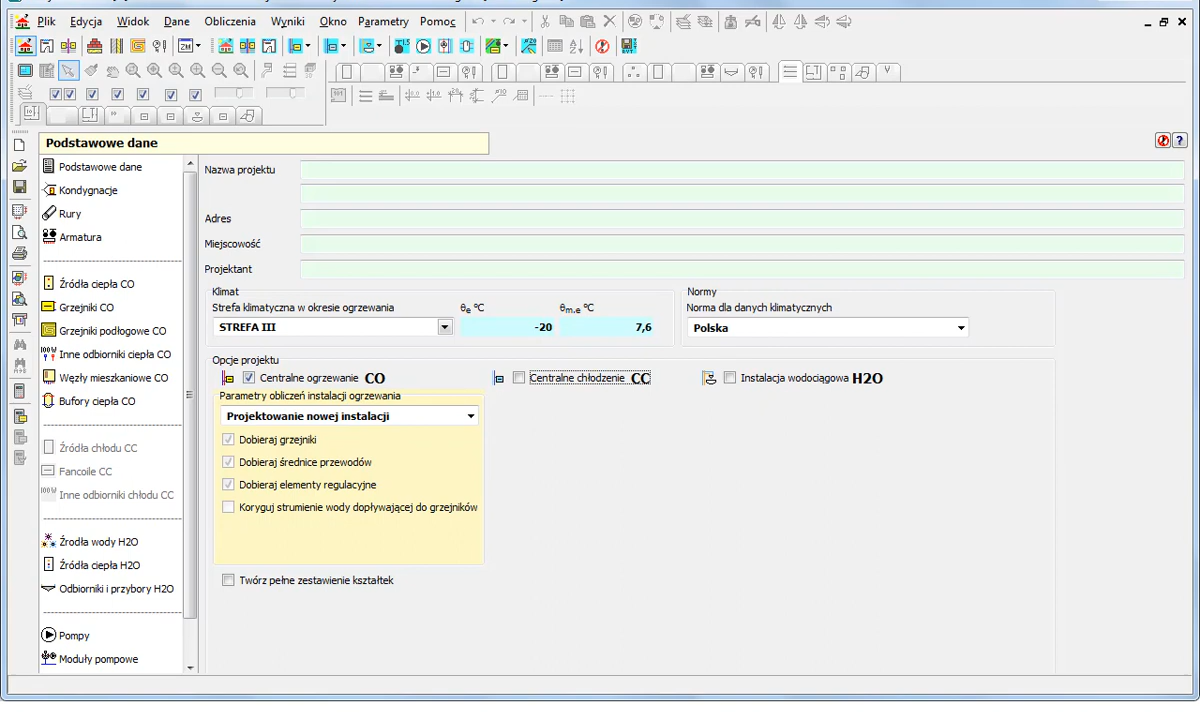 Plik Edycja Widok Dane Obliczenia Wyniki Okno Parametry Pomoc
Podstawowe dane
Podstawowe dane
Kondygnacje
Rury
Armatura
Źródła ciepła CO
Grzejniki CO
Grzejniki podłogowe CO
Inne odbiorniki ciepła CO
Węzły mieszkaniowe CO
Bufory ciepła CO
Źródła chłodu CC
Fancoile CC
Inne odbiorniki chłodu CC
Źrodła wody H2O
Źródła ciepła H2O
Odbiorniki i przybory H2O
Pompy
Moduły pompowe
Nazwa projektu
Adres
Miejscowość
Projektant
Klimat
Strefa klimatyczna w okresie ogrzewania θe ºC θm.e ºC
STREFA III -20 7,6
Normy
Norma dla danych klimatycznych
Polska
Opcje projektu
Centralne ogrzewanie CO Centralne chłodzenie CC Instalacja wodociągowa H2O
Parametry obliczeń instalacji ogrzewania
Projektowanie nowej instalacji
Dobieraj grzejniki
Dobieraj średnice przewodów
Dobieraj elementy regulacyjne
Koryguj strumienie wody dopływającej do grzejników
Twórz pełne zestawienie kształtek